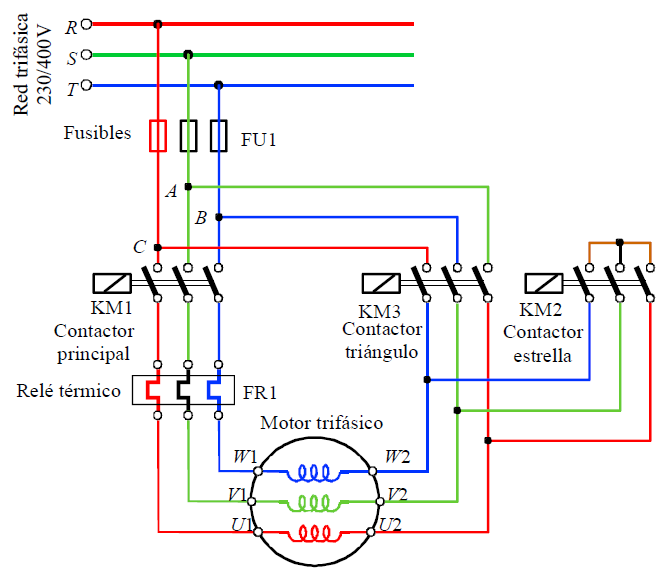 Red trifásica
230/400V
R
S
T
Fusibles
FU1
A
B
C
KM1
Contactor
principal
KM3
Contactor
triángulo
KM2
Contactor
estrella
Relé térmico
FR1
Motor trifásico
W1
W2
V1
V2
U1
U2